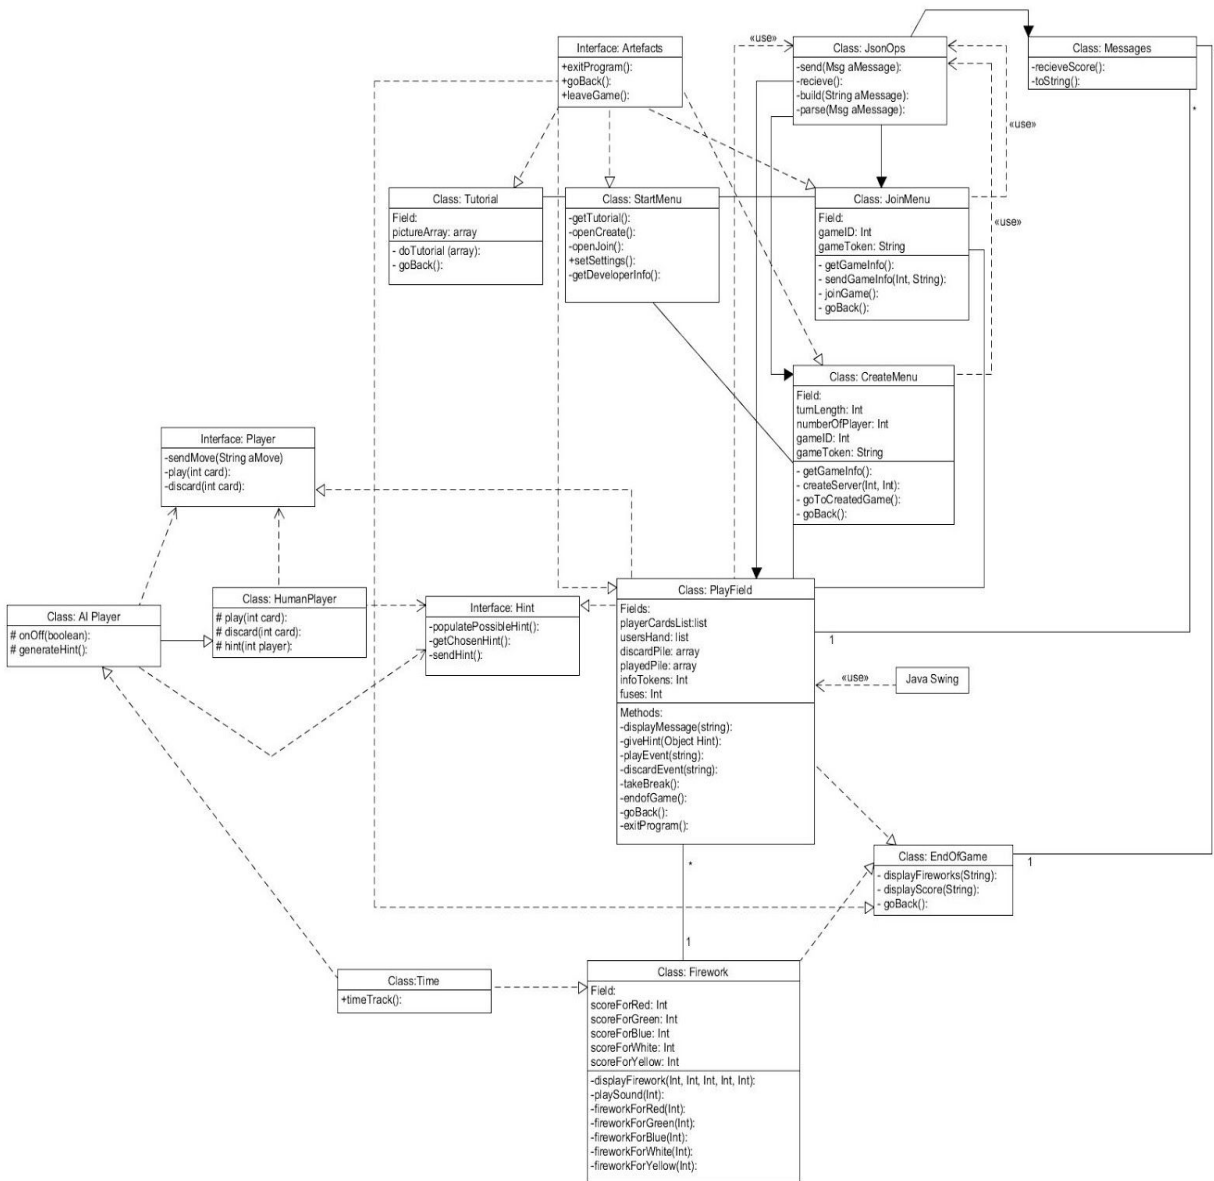 «use»
Interface: Artefacts
+exitProgram():
+goBack():
+leaveGame():
Class: JsonOps
-send(Msg aMessage):
-recieve():
-build(String aMessage):
-parse(Msg aMessage):
Class: Messages
-recieveScore():
-toString():
*
«use»
Class: Tutorial
Field:
pictureArray: array
- doTutorial (array):
- goBack():
Class: StartMenu
-getTutorial():
-openCreate():
-openJoin():
+setSettings():
-getDeveloperInfo():
Class: JoinMenu
Field:
gameID: Int
gameToken: String
- getGameInfo():
- sendGameInfo(Int, String):
- joinGame():
- goBack():
«use»
Class: CreateMenu
Field:
turnLength: Int
numberOfPlayer: Int
gameID: Int
gameToken: String
- getGameInfo():
- createServer(Int, Int):
- goToCreatedGame():
- goBack():
Interface: Player
-sendMove(String aMove)
-play(int card):
-discard(int card):
Class: AI Player
# onOff(boolean):
# generateHint():
Class: HumanPlayer
# play(int card):
# discard(int card):
# hint(int player):
Interface: Hint
-populatePossibleHint():
-getChosenHint():
-sendHint():
Class: PlayField
Fields:
playerCardsList:list
usersHand: list
discardPile: array
playedPile: array
infoTokens: Int
fuses: Int
Methods:
-displayMessage(string):
-giveHint(Object Hint):
-playEvent(string):
-discardEvent(string):
-takeBreak():
-endofGame():
-goBack():
-exitProgram():
1
«use»
Java Swing
Class: EndOfGame
- displayFireworks(String):
- displayScore(String):
- goBack():
1
*
1
Class:Time
+timeTrack():
Class: Firework
Field:
scoreForRed: Int
scoreForGreen: Int
scoreForBlue: Int
scoreForWhite: Int
scoreForYellow: Int
-displayFirework(Int, Int, Int, Int, Int):
-playSound(Int):
-fireworkForRed(Int):
-fireworkForGreen(Int):
-fireworkForBlue(Int):
-fireworkForWhite(Int):
-fireworkForYellow(Int):